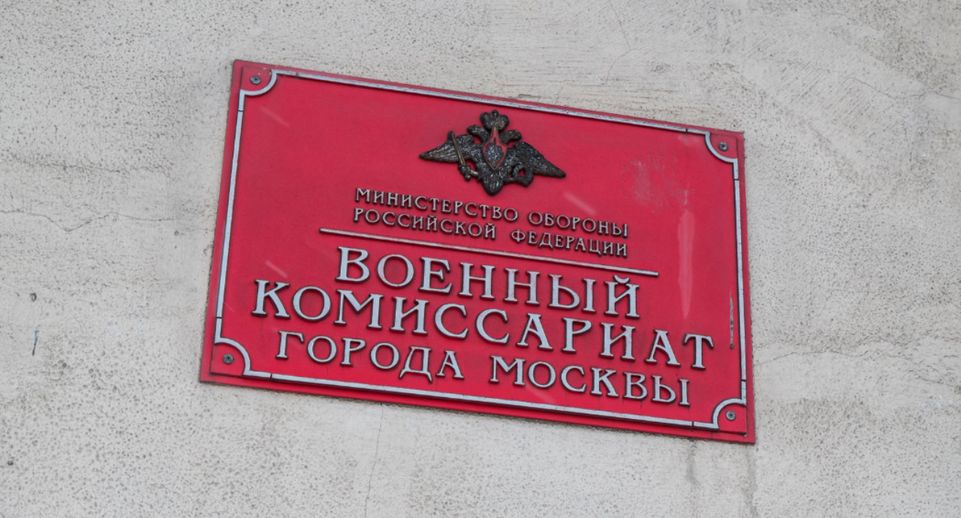 МИНИСТЕРСТВО ОБОРОНЫ
РОССИЙСКОЙ ФЕДЕРАЦИИ
ВОЕННЫЙ
КОМИССАРИАТ
ГОРОДА МОСКВЫ